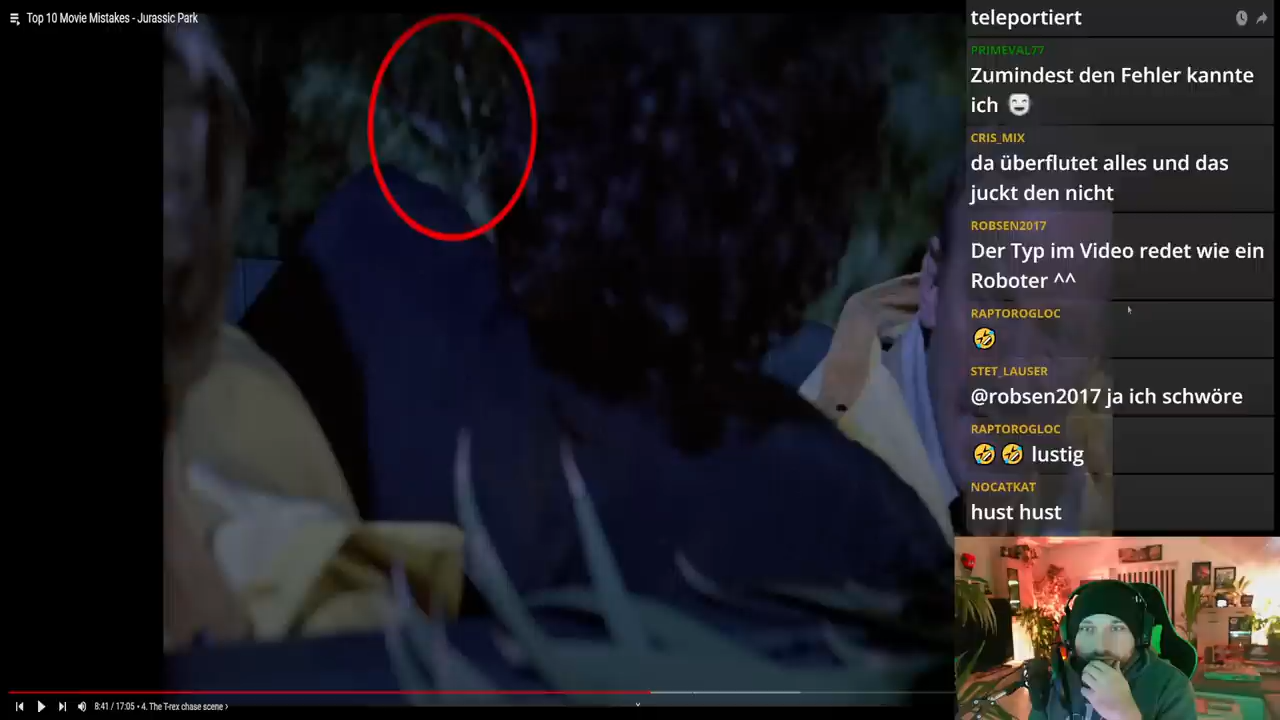 Top 10 Movie Mistakes - Jurassic Park
teleportiert
PRIMEVAL77
Zumindest den Fehler kannte
ich
CRIS_MIX
da überflutet alles und das
juckt den nicht
ROBSEN2017
Der Typ im Video redet wie ein
Roboter ^^
RAPTOROGLOC
🤣
STET_LAUSER
@robsen2017 ja ich schwöre
RAPTOROGLOC
🤣 🤣 lustig
NOCATKAT
hust hust
8:41 / 17:05 • 4. The T-rex chase scene ›